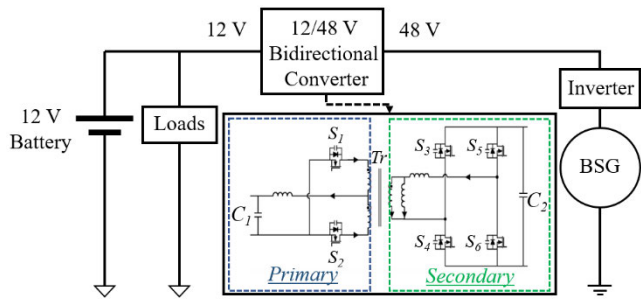 12 V
12/48 V
Bidirectional
Converter
48 V
12 V
Battery
Loads
Inverter
BSG
S1
S2
C1
Tr
S3
S5
S4
S6
C2
Primary
Secondary